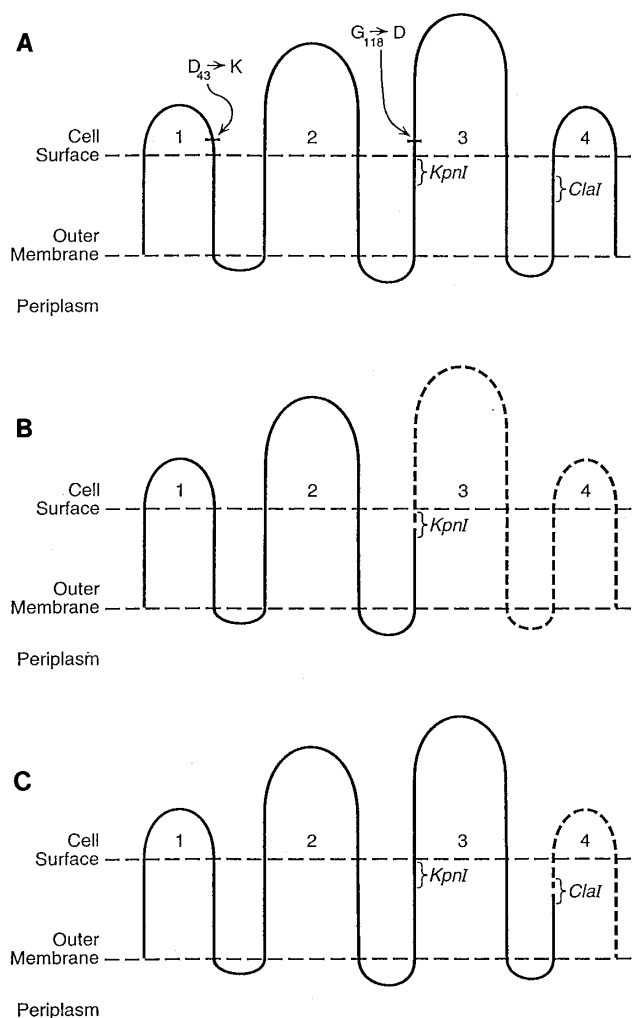 A
D43→ K
G118→ D
1
2
3
4
Cell
Surface
}KpnI
}ClaI
Outer
Membrane
Periplasm
B
1
2
3
4
Cell
Surface
}KpnI
Outer
Membrane
Periplasm
C
1
2
3
4
Cell
Surface
}KpnI
}ClaI
Outer
Membrane
Periplasm